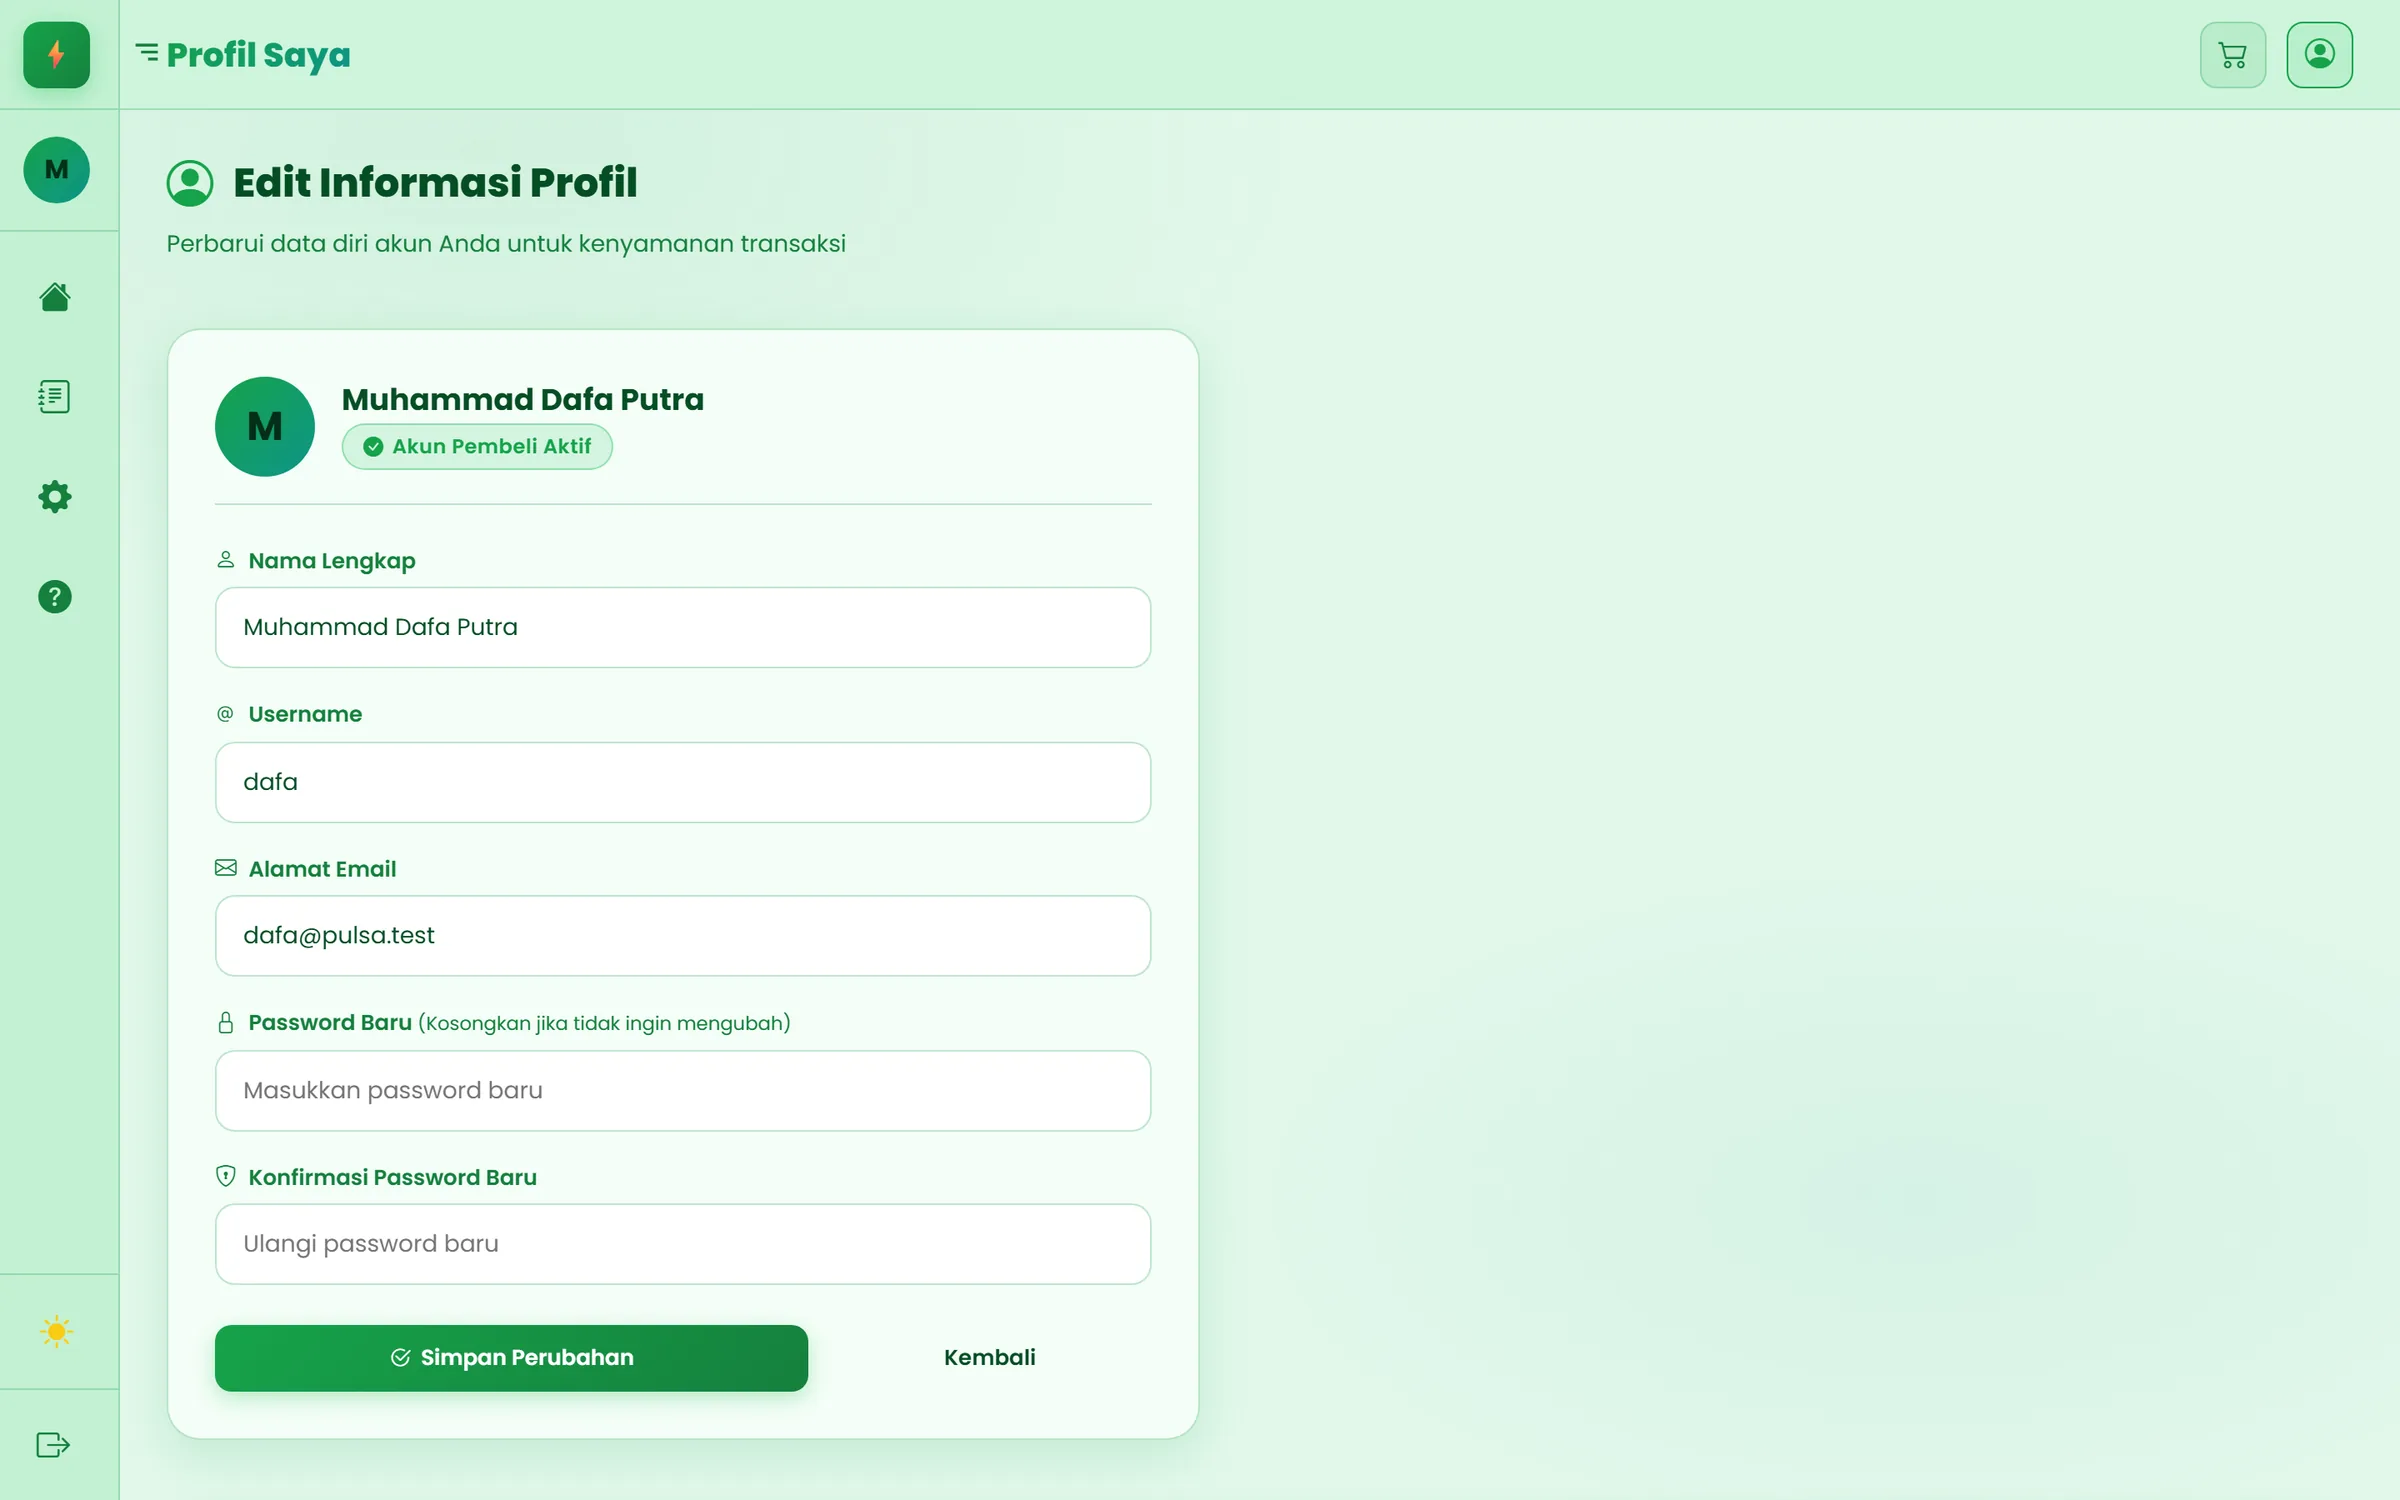 Profil Saya
M
Edit Informasi Profil
Perbarui data diri akun Anda untuk kenyamanan transaksi
M
Muhammad Dafa Putra
Akun Pembeli Aktif
Nama Lengkap
Muhammad Dafa Putra
@ Username
dafa
Alamat Email
dafa@pulsa.test
Password Baru (Kosongkan jika tidak ingin mengubah)
Masukkan password baru
Konfirmasi Password Baru
Ulangi password baru
Simpan Perubahan
Kembali